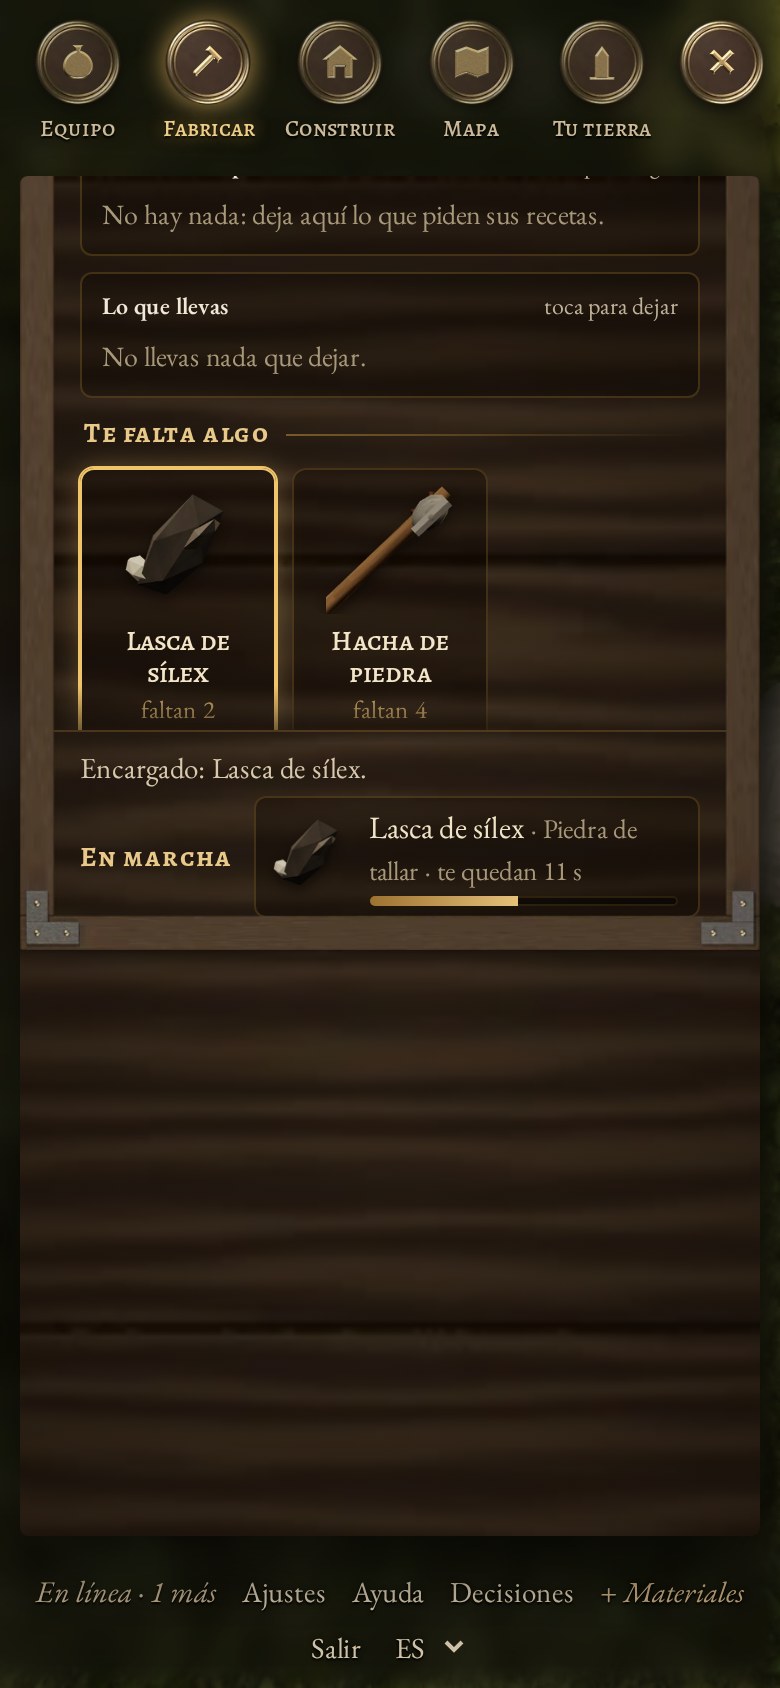 Equipo
Fabricar
Construir
Mapa
Tu tierra
No hay nada: deja aquí lo que piden sus recetas.
Lo que llevas
toca para dejar
No llevas nada que dejar.
Te falta algo
Lasca de
sílex
faltan 2
Hacha de
piedra
faltan 4
Encargado: Lasca de sílex.
En marcha
Lasca de sílex · Piedra de
tallar · te quedan 11 s
En línea · 1 más
Ajustes
Ayuda
Decisiones
+ Materiales
Salir
ES